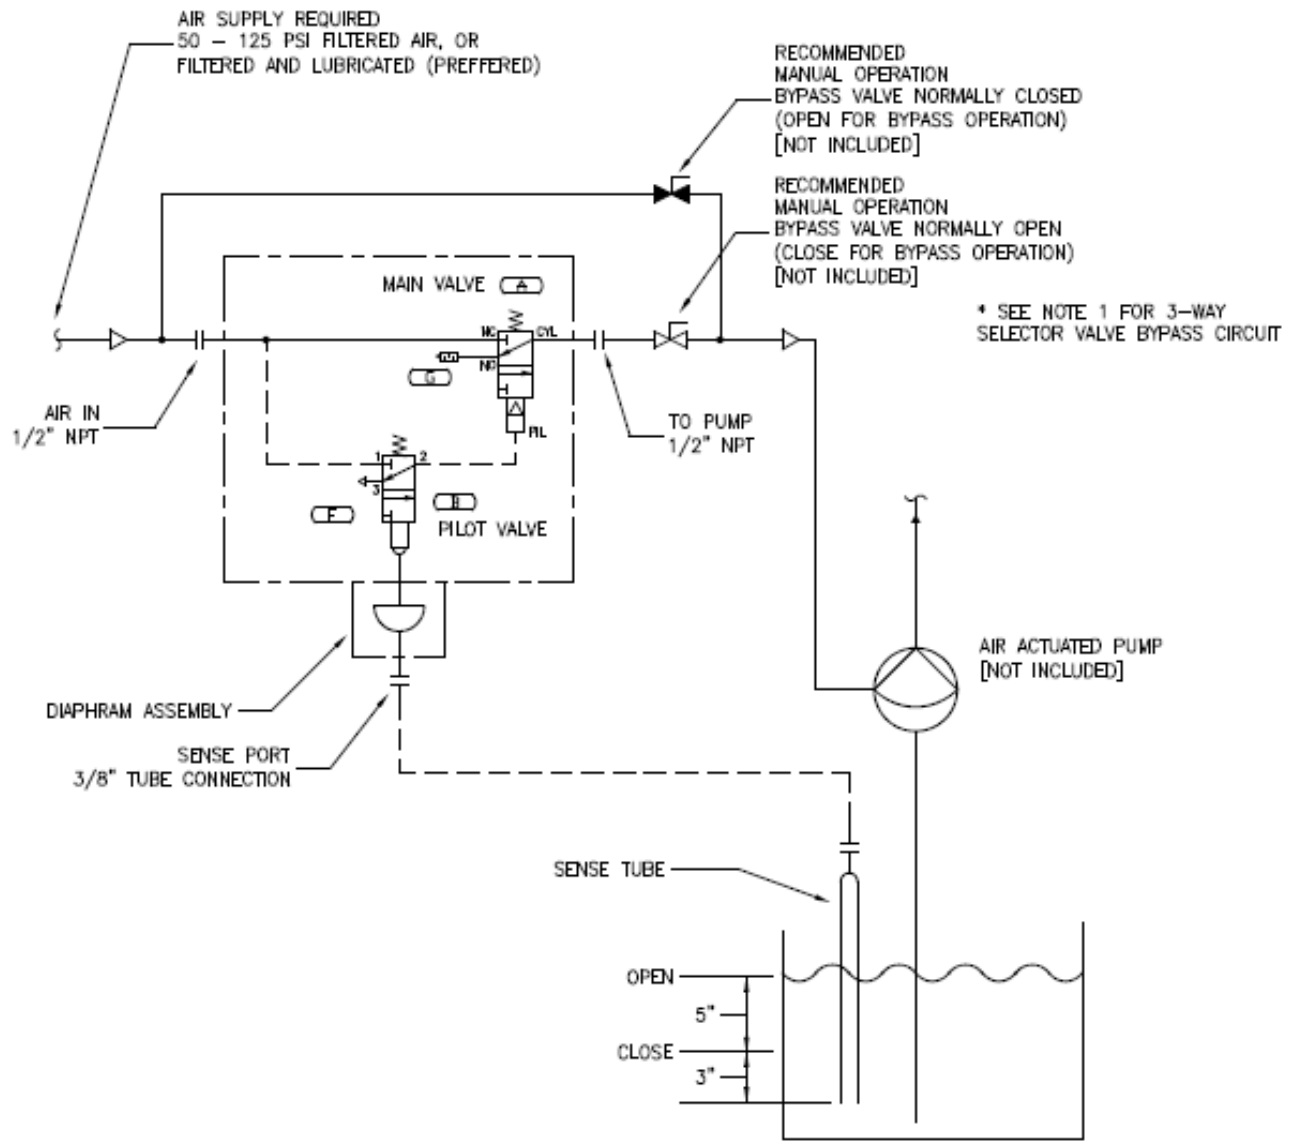 AIR SUPPLY REQUIRED
50 – 125 PSI FILTERED AIR, OR
FILTERED AND LUBRICATED (PREFFERED)
RECOMMENDED
MANUAL OPERATION
BYPASS VALVE NORMALLY CLOSED
(OPEN FOR BYPASS OPERATION)
[NOT INCLUDED]
RECOMMENDED
MANUAL OPERATION
BYPASS VALVE NORMALLY OPEN
(CLOSE FOR BYPASS OPERATION)
[NOT INCLUDED]
* SEE NOTE 1 FOR 3-WAY
SELECTOR VALVE BYPASS CIRCUIT
MAIN VALVE A
NC CYL
NO
G
PIL
AIR IN
1/2" NPT
TO PUMP
1/2" NPT
1 2
3
F
B
PILOT VALVE
AIR ACTUATED PUMP
[NOT INCLUDED]
DIAPHRAM ASSEMBLY
SENSE PORT
3/8" TUBE CONNECTION
SENSE TUBE
OPEN
5"
CLOSE
3"